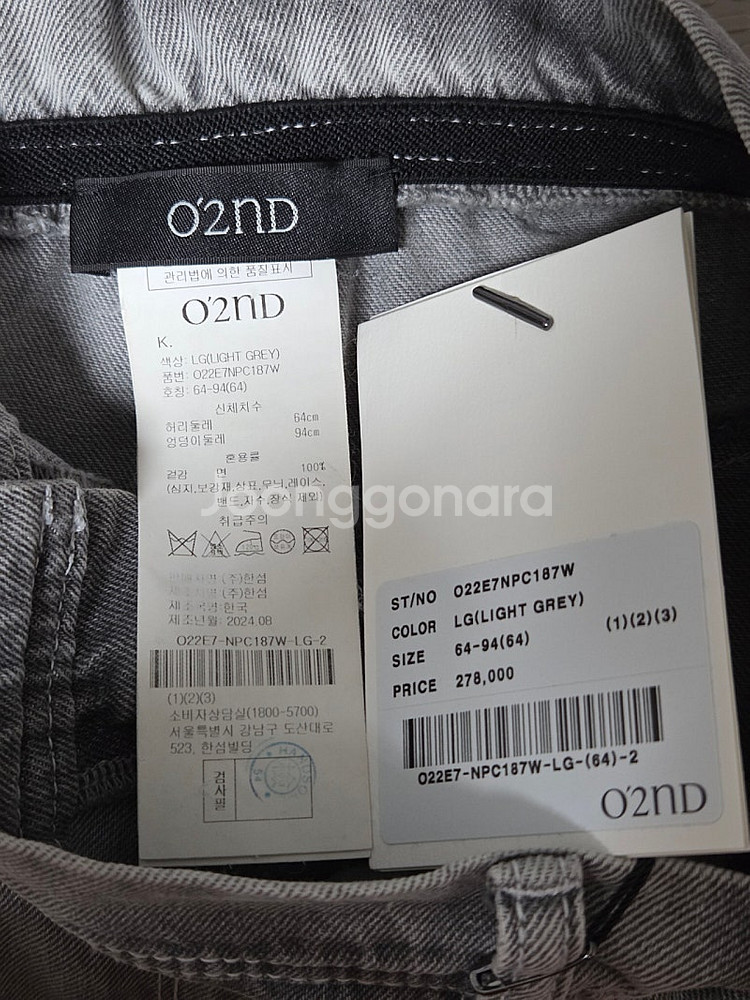 O'2ND
관리법에 의한 품질표시
O'2ND
K.
색상: LG(LIGHT GREY)
품번: O22E7NPC187W
호칭: 64-94(64)
신체치수
허리둘레 64cm
엉덩이둘레 94cm
혼용률
겉감 면 100%
(심지,보강재,상표,무늬,레이스,
밴드,자수,장식 제외)
취급주의
판매자명 (주)한섬
제조자명 (주)한섬
제조국명:한국
제조년월: 2024.08
O22E7-NPC187W-LG-2
(1)(2)(3)
소비자상담실(1800-5700)
서울특별시 강남구 도산대로
523, 한섬빌딩
검사필
ST/NO O22E7NPC187W
COLOR LG(LIGHT GREY)
SIZE 64-94(64) (1)(2)(3)
PRICE 278,000
O22E7-NPC187W-LG-(64)-2
O'2ND
Joonggonara